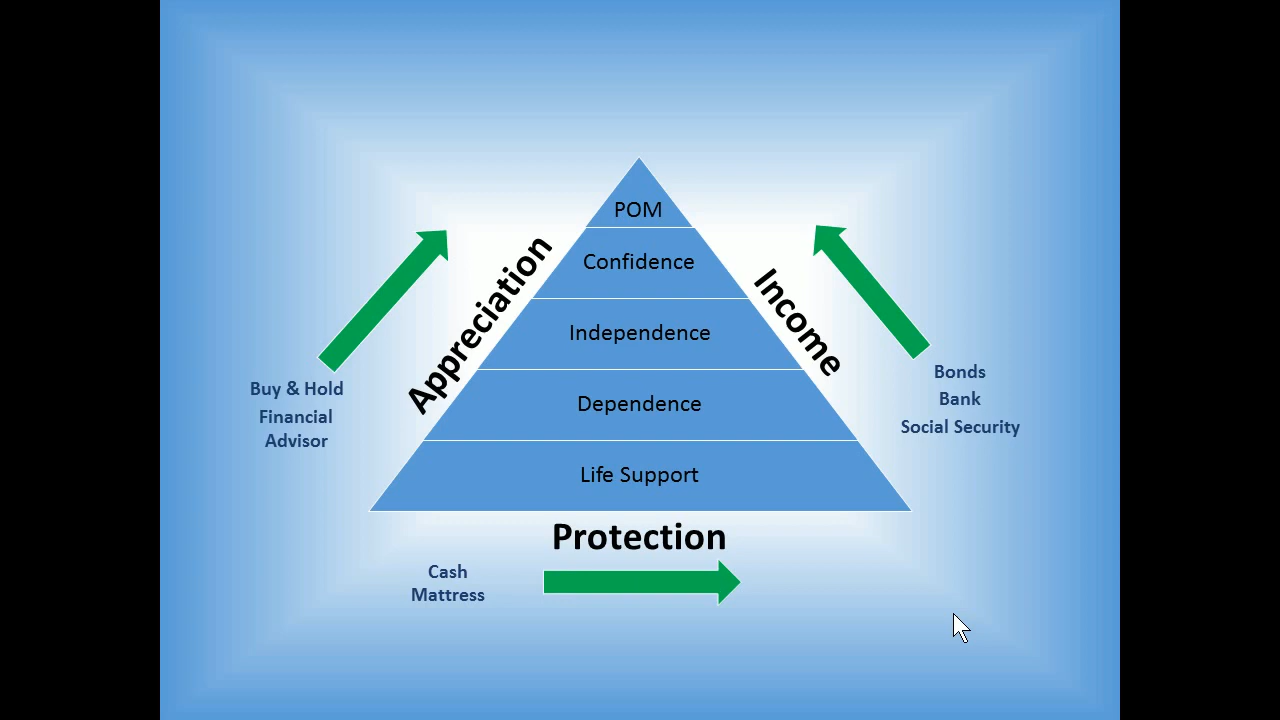 POM
Confidence
Independence
Dependence
Life Support
Appreciation
Income
Protection
Buy & Hold
Financial
Advisor
Bonds
Bank
Social Security
Cash
Mattress